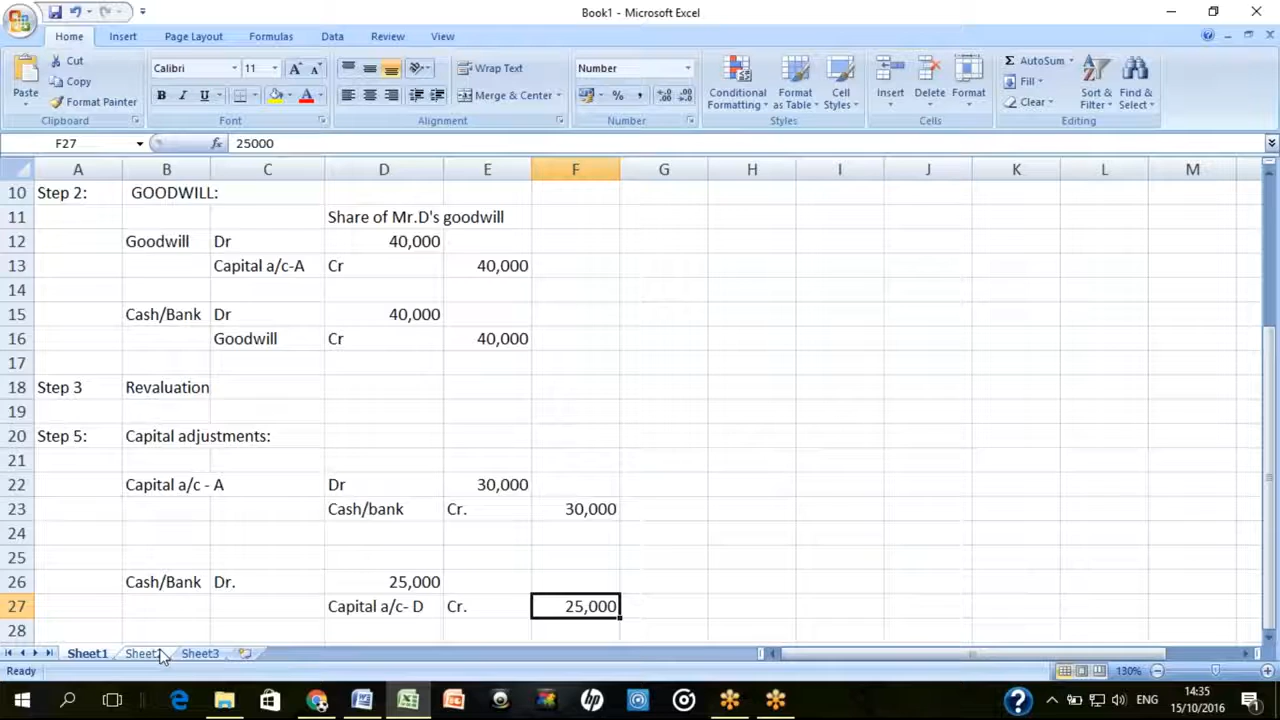 Book1 - Microsoft Excel
Home Insert Page Layout Formulas Data Review View
Paste Cut Copy Format Painter Clipboard
Calibri 11 A A B I U A Font
Wrap Text Merge & Center Alignment
Number % , Number
Conditional Formatting Format as Table Cell Styles Styles
Insert Delete Format Cells
Σ AutoSum Fill Clear Sort & Filter Find & Select Editing
F27 fx 25000
A B C D E F G H I J K L M
10 Step 2: GOODWILL:
11 Share of Mr.D's goodwill
12 Goodwill Dr 40,000
13 Capital a/c-A Cr 40,000
14
15 Cash/Bank Dr 40,000
16 Goodwill Cr 40,000
17
18 Step 3 Revaluation
19
20 Step 5: Capital adjustments:
21
22 Capital a/c - A Dr 30,000
23 Cash/bank Cr. 30,000
24
25
26 Cash/Bank Dr. 25,000
27 Capital a/c- D Cr. 25,000
28
Sheet1 Sheet2 Sheet3
Ready 130%
hp ? ENG 14:35
15/10/2016 1